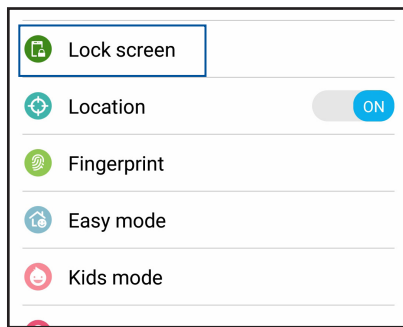 Lock screen
Location
ON
Fingerprint
Easy mode
Kids mode